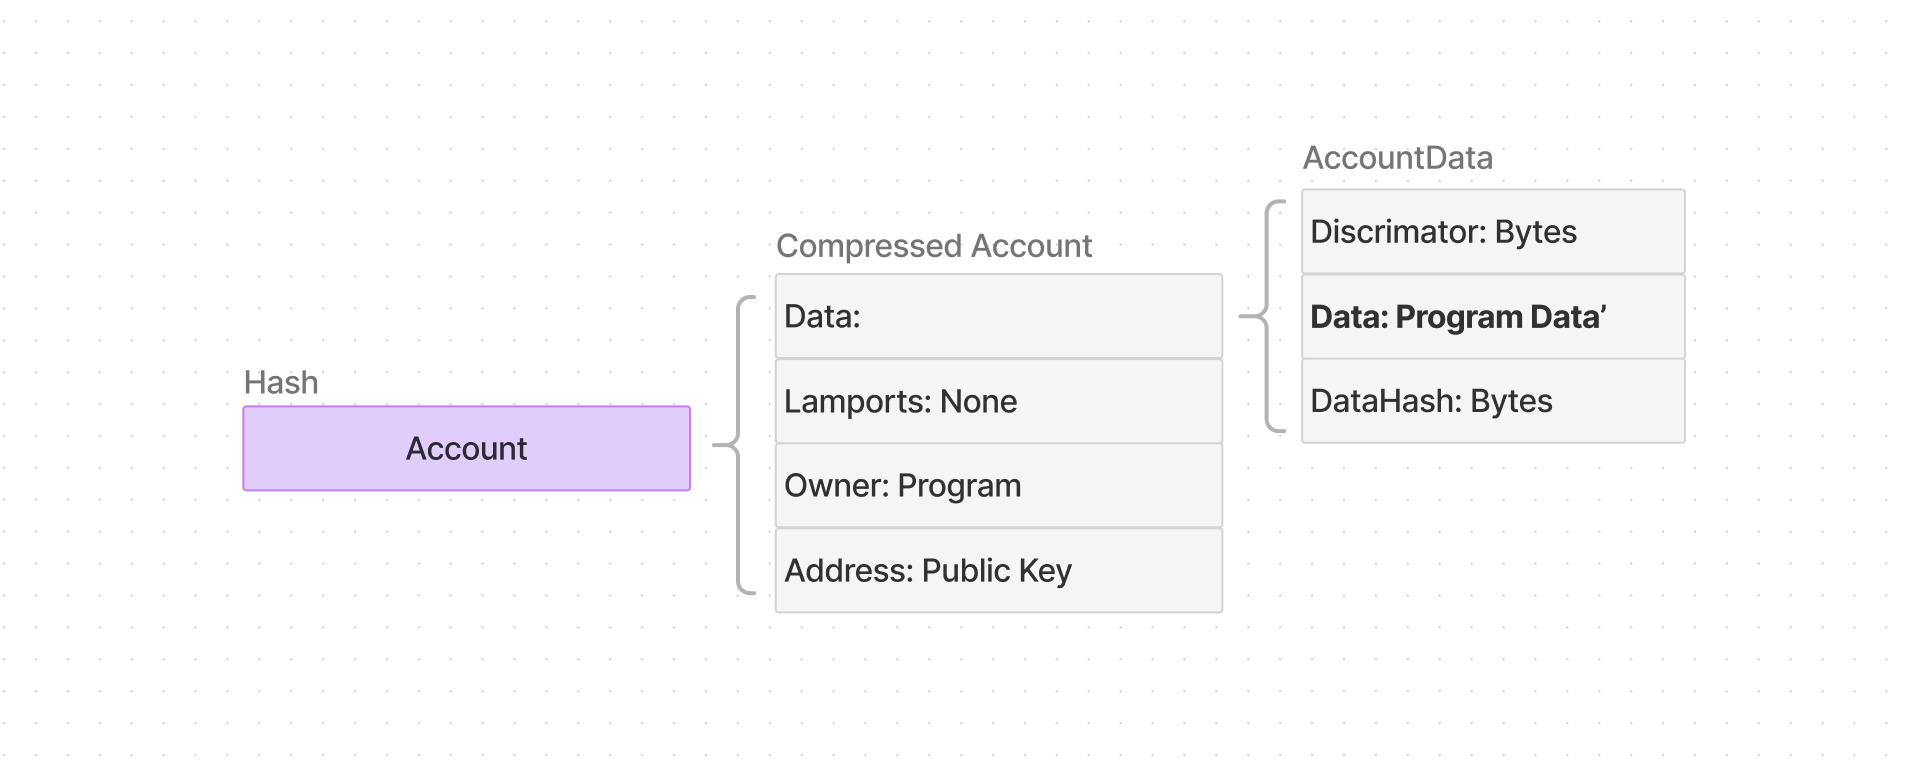 Hash
Account
Compressed Account
Data:
Lamports: None
Owner: Program
Address: Public Key
AccountData
Discrimator: Bytes
Data: Program Data’
DataHash: Bytes